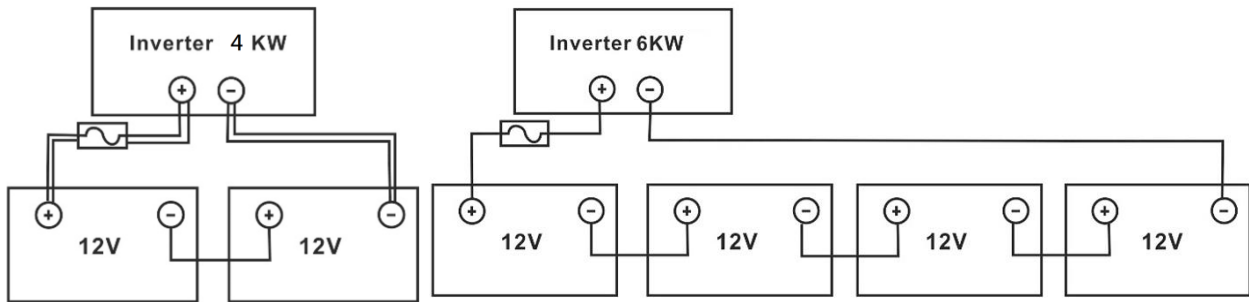 Inverter 4 KW
+ -
+ - + -
12V 12V
Inverter 6KW
+ -
+ - + - + - + -
12V 12V 12V 12V